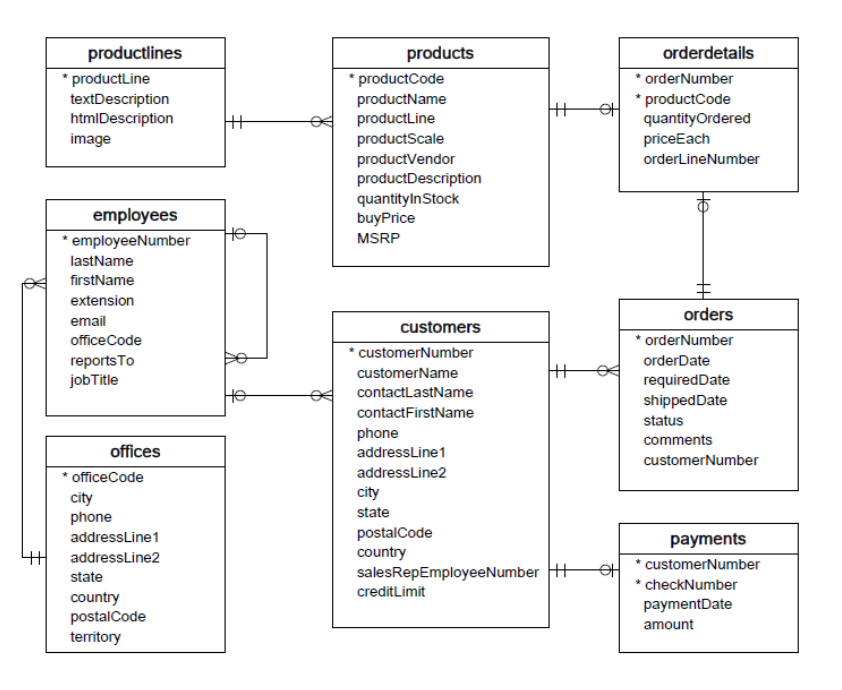 productlines
* productLine
textDescription
htmlDescription
image
products
* productCode
productName
productLine
productScale
productVendor
productDescription
quantityInStock
buyPrice
MSRP
orderdetails
* orderNumber
* productCode
quantityOrdered
priceEach
orderLineNumber
employees
* employeeNumber
lastName
firstName
extension
email
officeCode
reportsTo
jobTitle
customers
* customerNumber
customerName
contactLastName
contactFirstName
phone
addressLine1
addressLine2
city
state
postalCode
country
salesRepEmployeeNumber
creditLimit
orders
* orderNumber
orderDate
requiredDate
shippedDate
status
comments
customerNumber
offices
* officeCode
city
phone
addressLine1
addressLine2
state
country
postalCode
territory
payments
* customerNumber
* checkNumber
paymentDate
amount